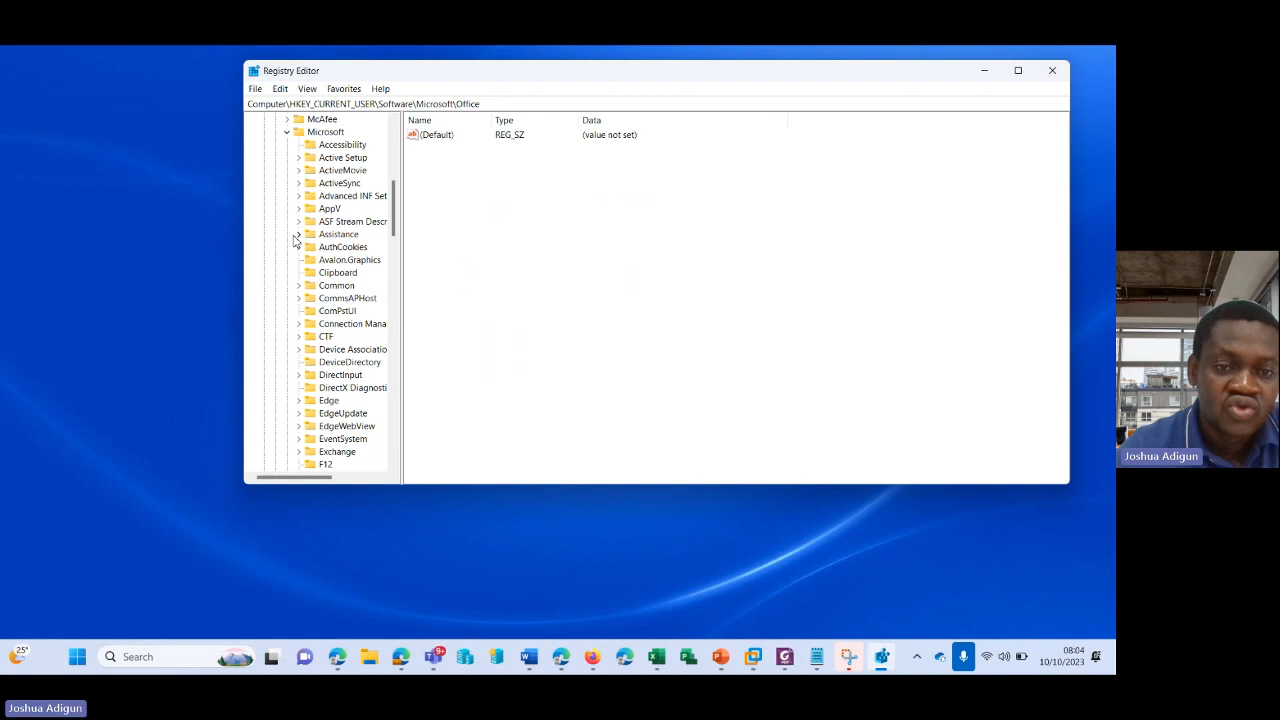 Registry Editor
File Edit View Favorites Help
Computer\HKEY_CURRENT_USER\Software\Microsoft\Office
McAfee
Microsoft
Accessibility
Active Setup
ActiveMovie
ActiveSync
Advanced INF Set
AppV
ASF Stream Descr
Assistance
AuthCookies
Avalon.Graphics
Clipboard
Common
CommsAPHost
ComPstUI
Connection Mana
CTF
Device Associatio
DeviceDirectory
DirectInput
DirectX Diagnosti
Edge
EdgeUpdate
EdgeWebView
EventSystem
Exchange
F12
Name Type Data
(Default) REG_SZ (value not set)
Joshua Adigun
25°
Search
9+
08:04
10/10/2023
Joshua Adigun